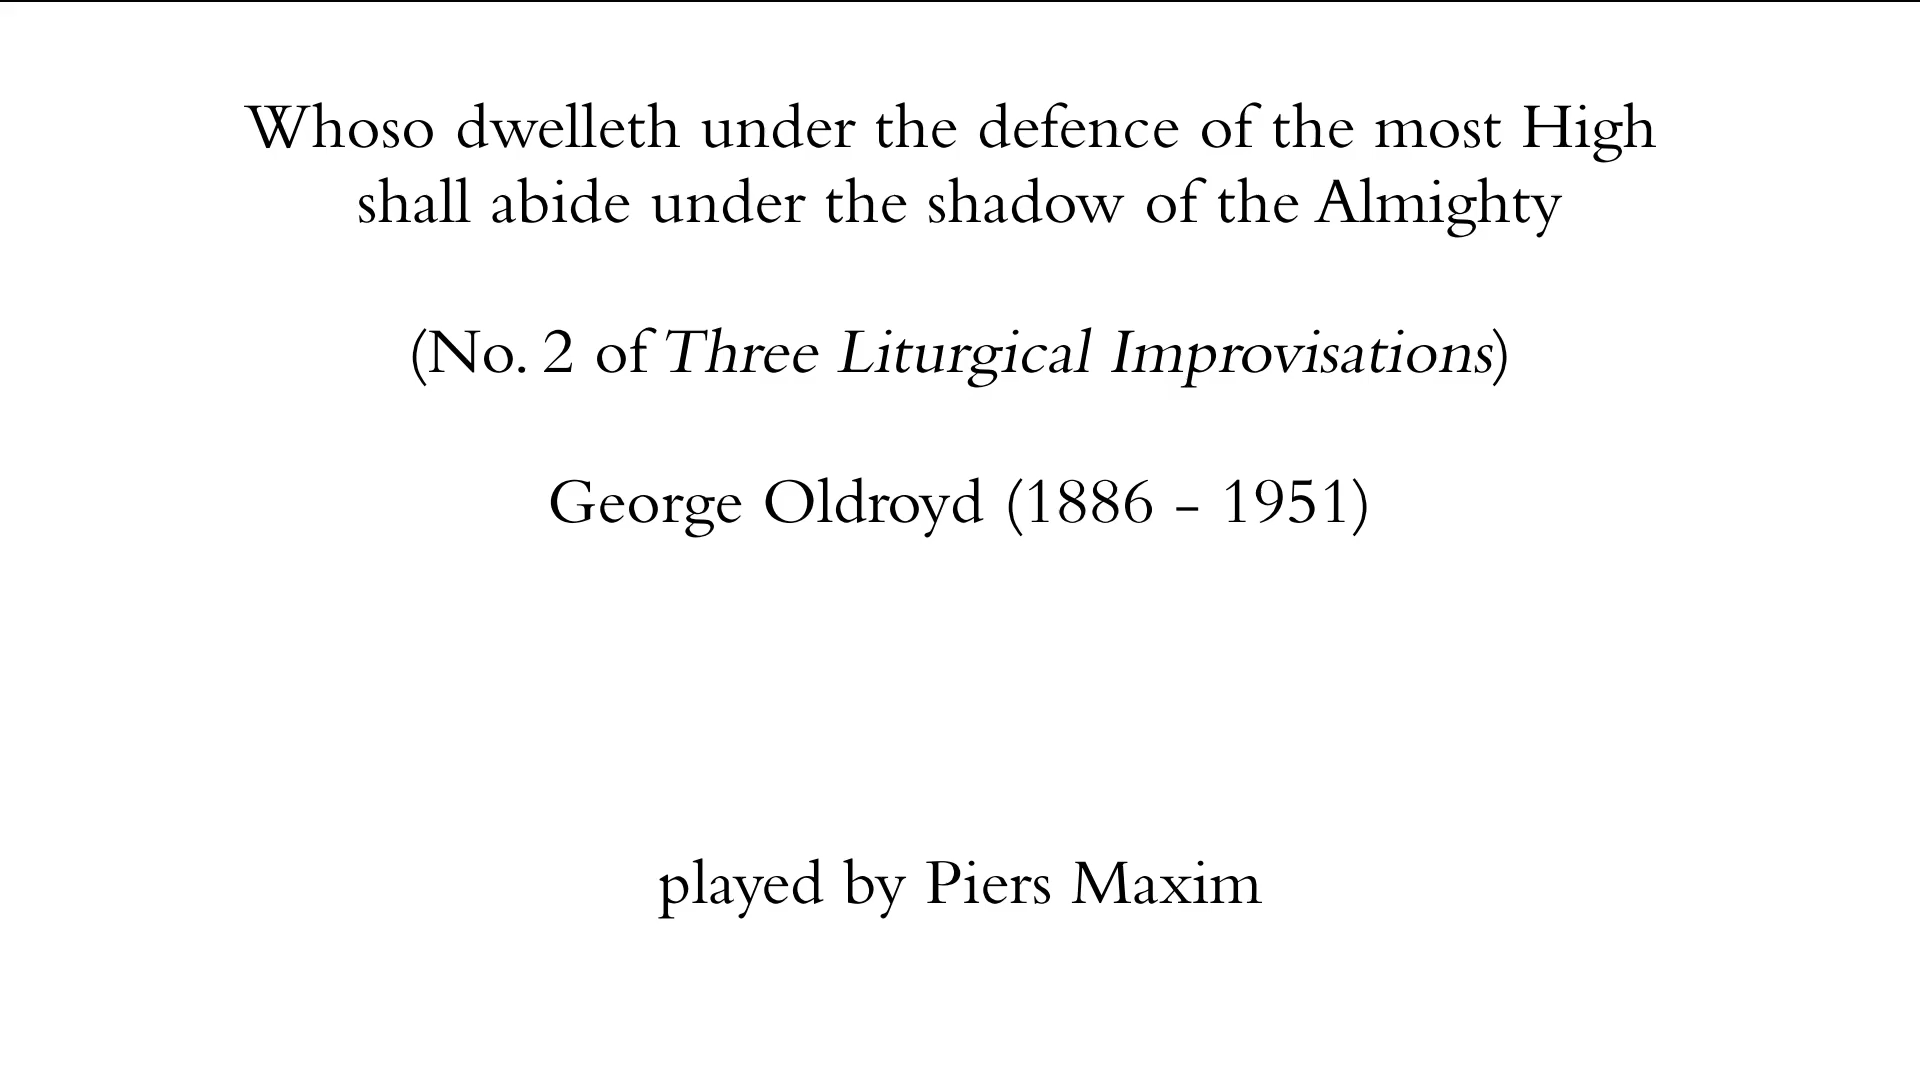 Whoso dwelleth under the defence of the most High
shall abide under the shadow of the Almighty
(No. 2 of Three Liturgical Improvisations)
George Oldroyd (1886 – 1951)
played by Piers Maxim